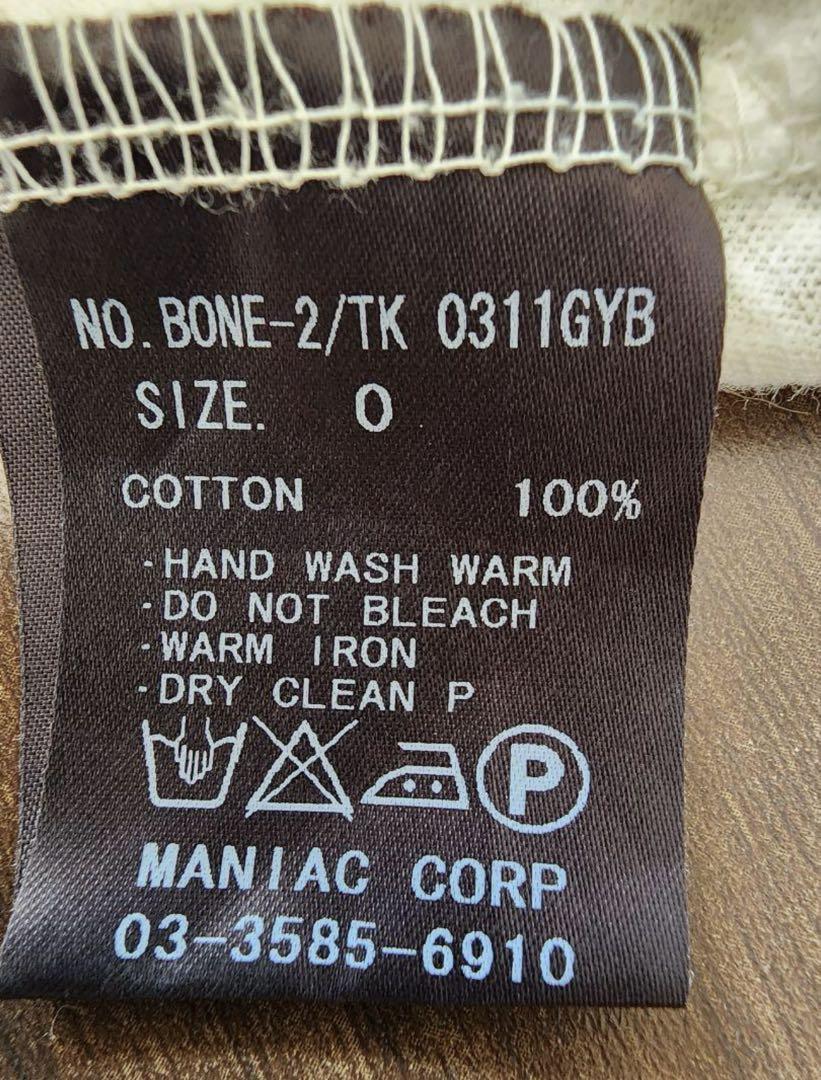 NO.BONE-2/TK 0311GYB
SIZE. 0
COTTON 100%
·HAND WASH WARM
·DO NOT BLEACH
·WARM IRON
·DRY CLEAN P
P
MANIAC CORP
03-3585-6910